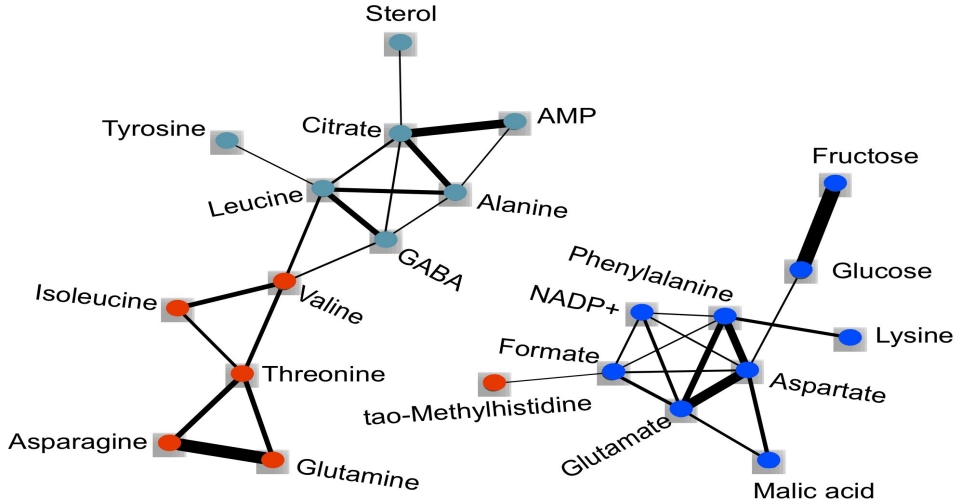 Sterol
AMP
Citrate
Tyrosine
Fructose
Leucine
Alanine
GABA
Phenylalanine
Glucose
Isoleucine
Valine
NADP+
Lysine
Formate
Threonine
Aspartate
tao-Methylhistidine
Glutamate
Asparagine
Glutamine
Malic acid